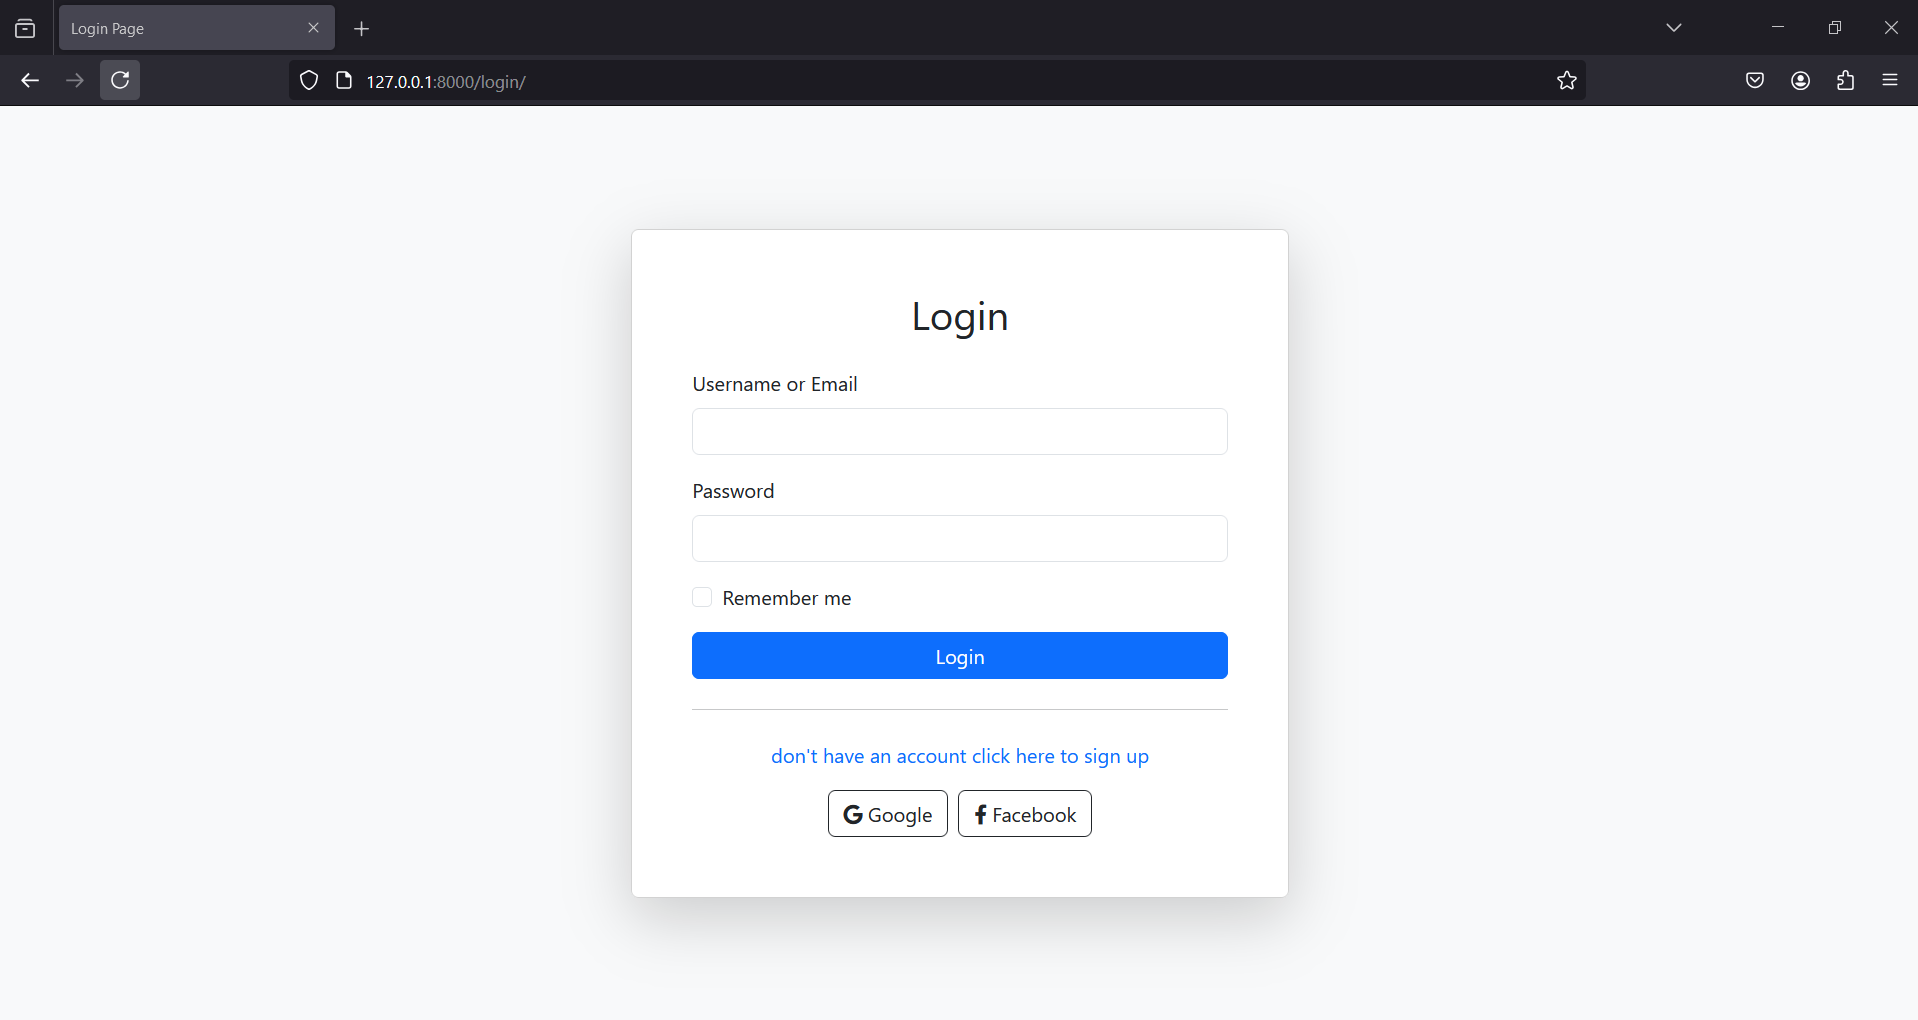 Login Page
127.0.0.1:8000/login/
Login
Username or Email
Password
Remember me
Login
don't have an account click here to sign up
Google
Facebook